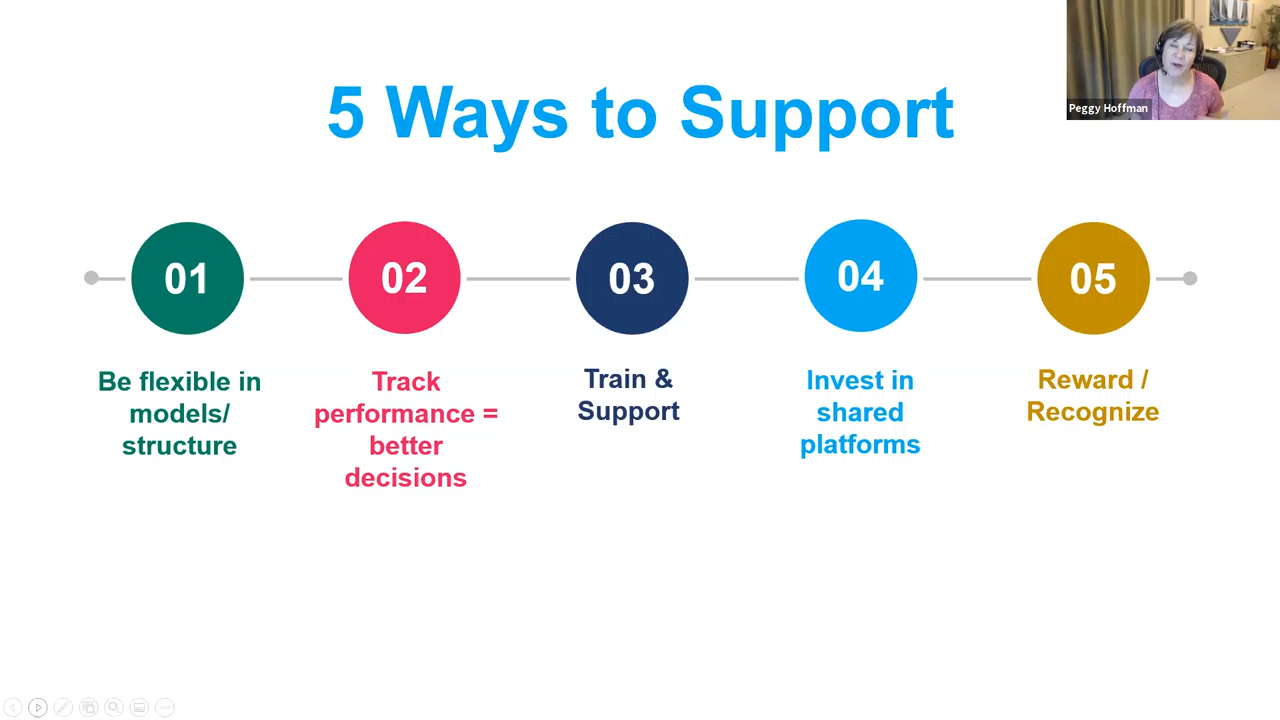 5 Ways to Support
Peggy Hoffman
01
02
03
04
05
Be flexible in
models/
structure
Track
performance =
better
decisions
Train &
Support
Invest in
shared
platforms
Reward /
Recognize